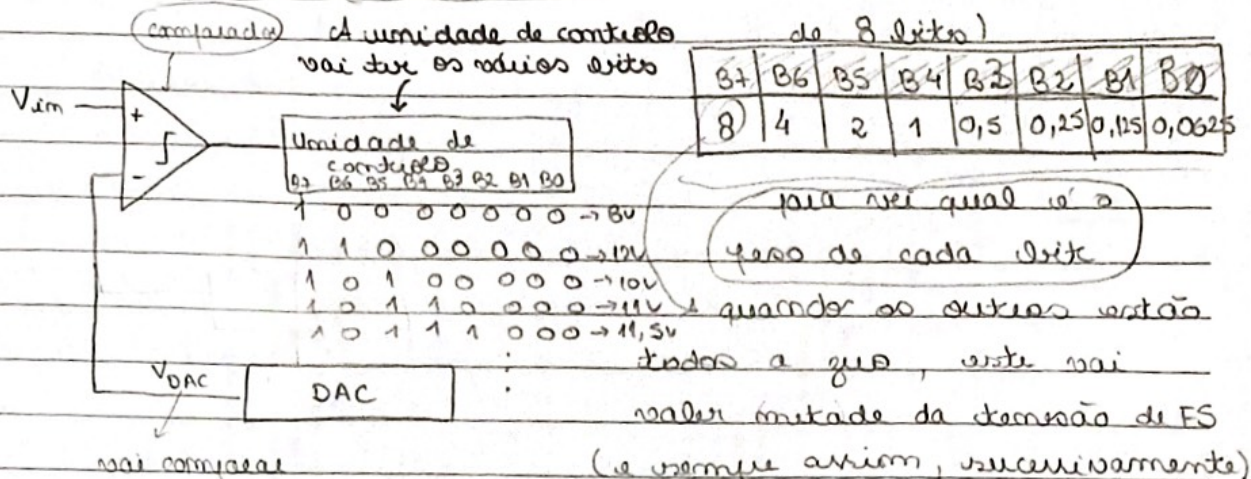 comparador A unidade de controlo de 8 bits)
vai ter os vários bits
B7 B6 B5 B4 B3 B2 B1 B0
8 4 2 1 0,5 0,25 0,125 0,0625
Vin
+
-
Unidade de
controlo
B7 B6 B5 B4 B3 B2 B1 B0
1 0 0 0 0 0 0 0 → 8V
1 1 0 0 0 0 0 0 → 12V
1 0 1 0 0 0 0 0 → 10V
1 0 1 1 0 0 0 0 → 11V
1 0 1 1 1 0 0 0 → 11,5V
⋮
para ver qual é o
peso de cada bit
quando os outros estão
todos a zero, este vai
valer metade da tensão de FS
(e sempre assim, sucessivamente)
VDAC
DAC
vai comparar